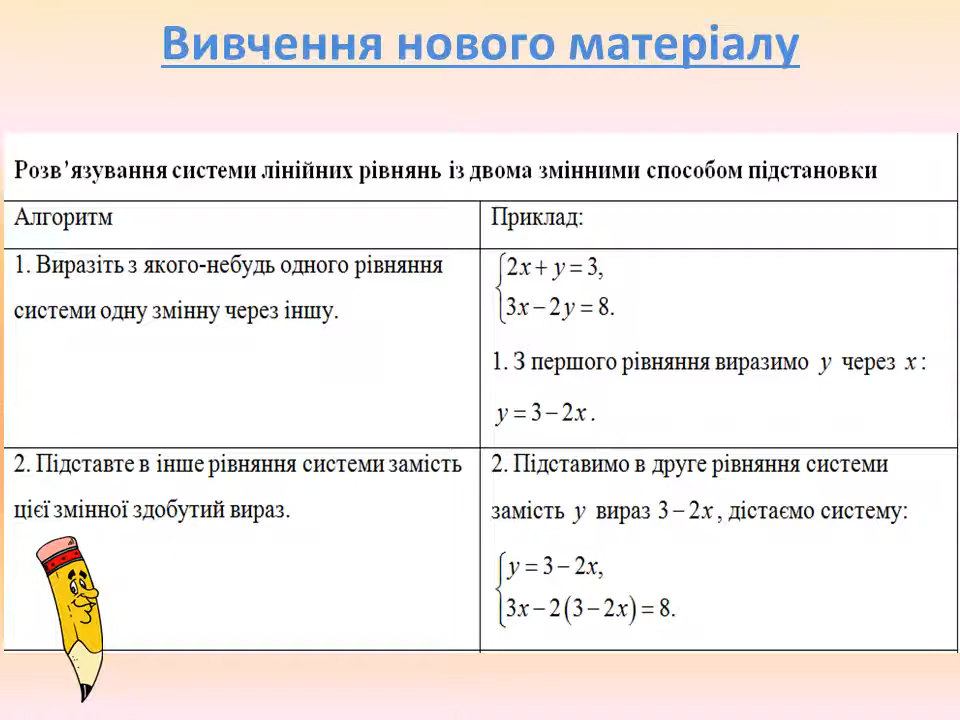 Вивчення нового матеріалу
Розв’язування системи лінійних рівнянь із двома змінними способом підстановки
Алгоритм
Приклад:
1. Виразіть з якого-небудь одного рівняння
системи одну змінну через іншу.
2x + y = 3,
3x − 2y = 8.
1. З першого рівняння виразимо y через x :
y = 3 − 2x .
2. Підставте в інше рівняння системи замість
цієї змінної здобутий вираз.
2. Підставимо в друге рівняння системи
замість y вираз 3 − 2x , дістаємо систему:
y = 3 − 2x,
3x − 2(3 − 2x) = 8.